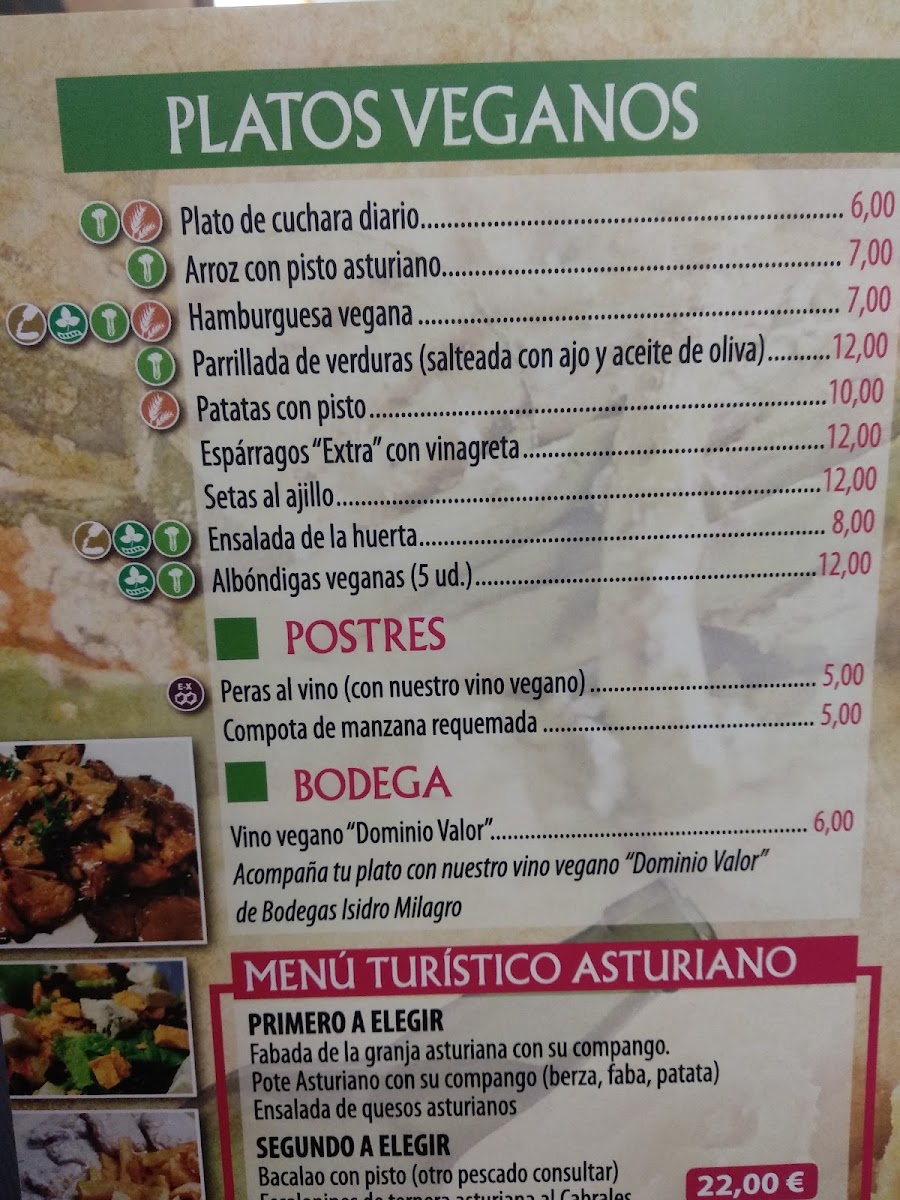 PLATOS VEGANOS
Plato de cuchara diario........ 6,00
Arroz con pisto asturiano........ 7,00
Hamburguesa vegana ........ 7,00
Parrillada de verduras (salteada con ajo y aceite de oliva)..........12,00
Patatas con pisto........10,00
Espárragos “Extra” con vinagreta........12,00
Setas al ajillo........12,00
Ensalada de la huerta........ 8,00
Albóndigas veganas (5 ud.)........12,00
POSTRES
E-X
Peras al vino (con nuestro vino vegano) ........ 5,00
Compota de manzana requemada ........ 5,00
BODEGA
Vino vegano “Dominio Valor”........ 6,00
Acompaña tu plato con nuestro vino vegano “Dominio Valor”
de Bodegas Isidro Milagro
MENÚ TURÍSTICO ASTURIANO
PRIMERO A ELEGIR
Fabada de la granja asturiana con su compango.
Pote Asturiano con su compango (berza, faba, patata)
Ensalada de quesos asturianos
SEGUNDO A ELEGIR
Bacalao con pisto (otro pescado consultar)
Escalopines de ternera asturiana al Cabrales
22,00 €